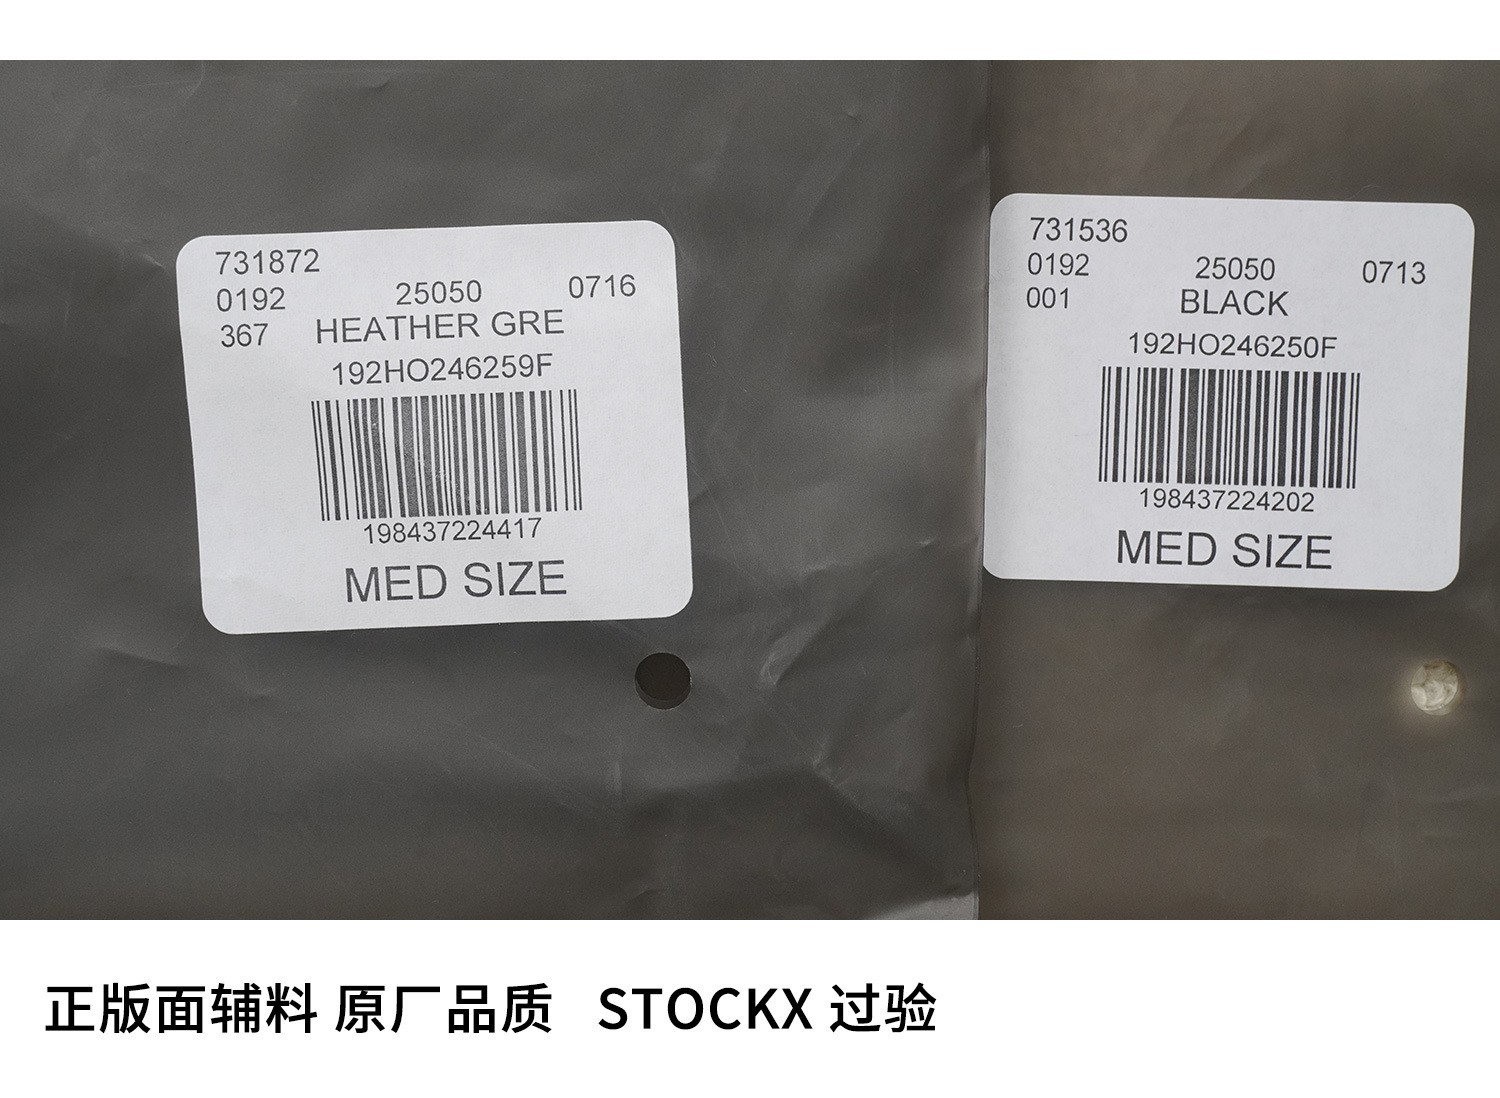 731872
0192 25050 0716
367 HEATHER GRE
192HO246259F
198437224417
MED SIZE
731536
0192 25050 0713
001 BLACK
192HO246250F
198437224202
MED SIZE
正版面辅料 原厂品质 STOCKX 过验